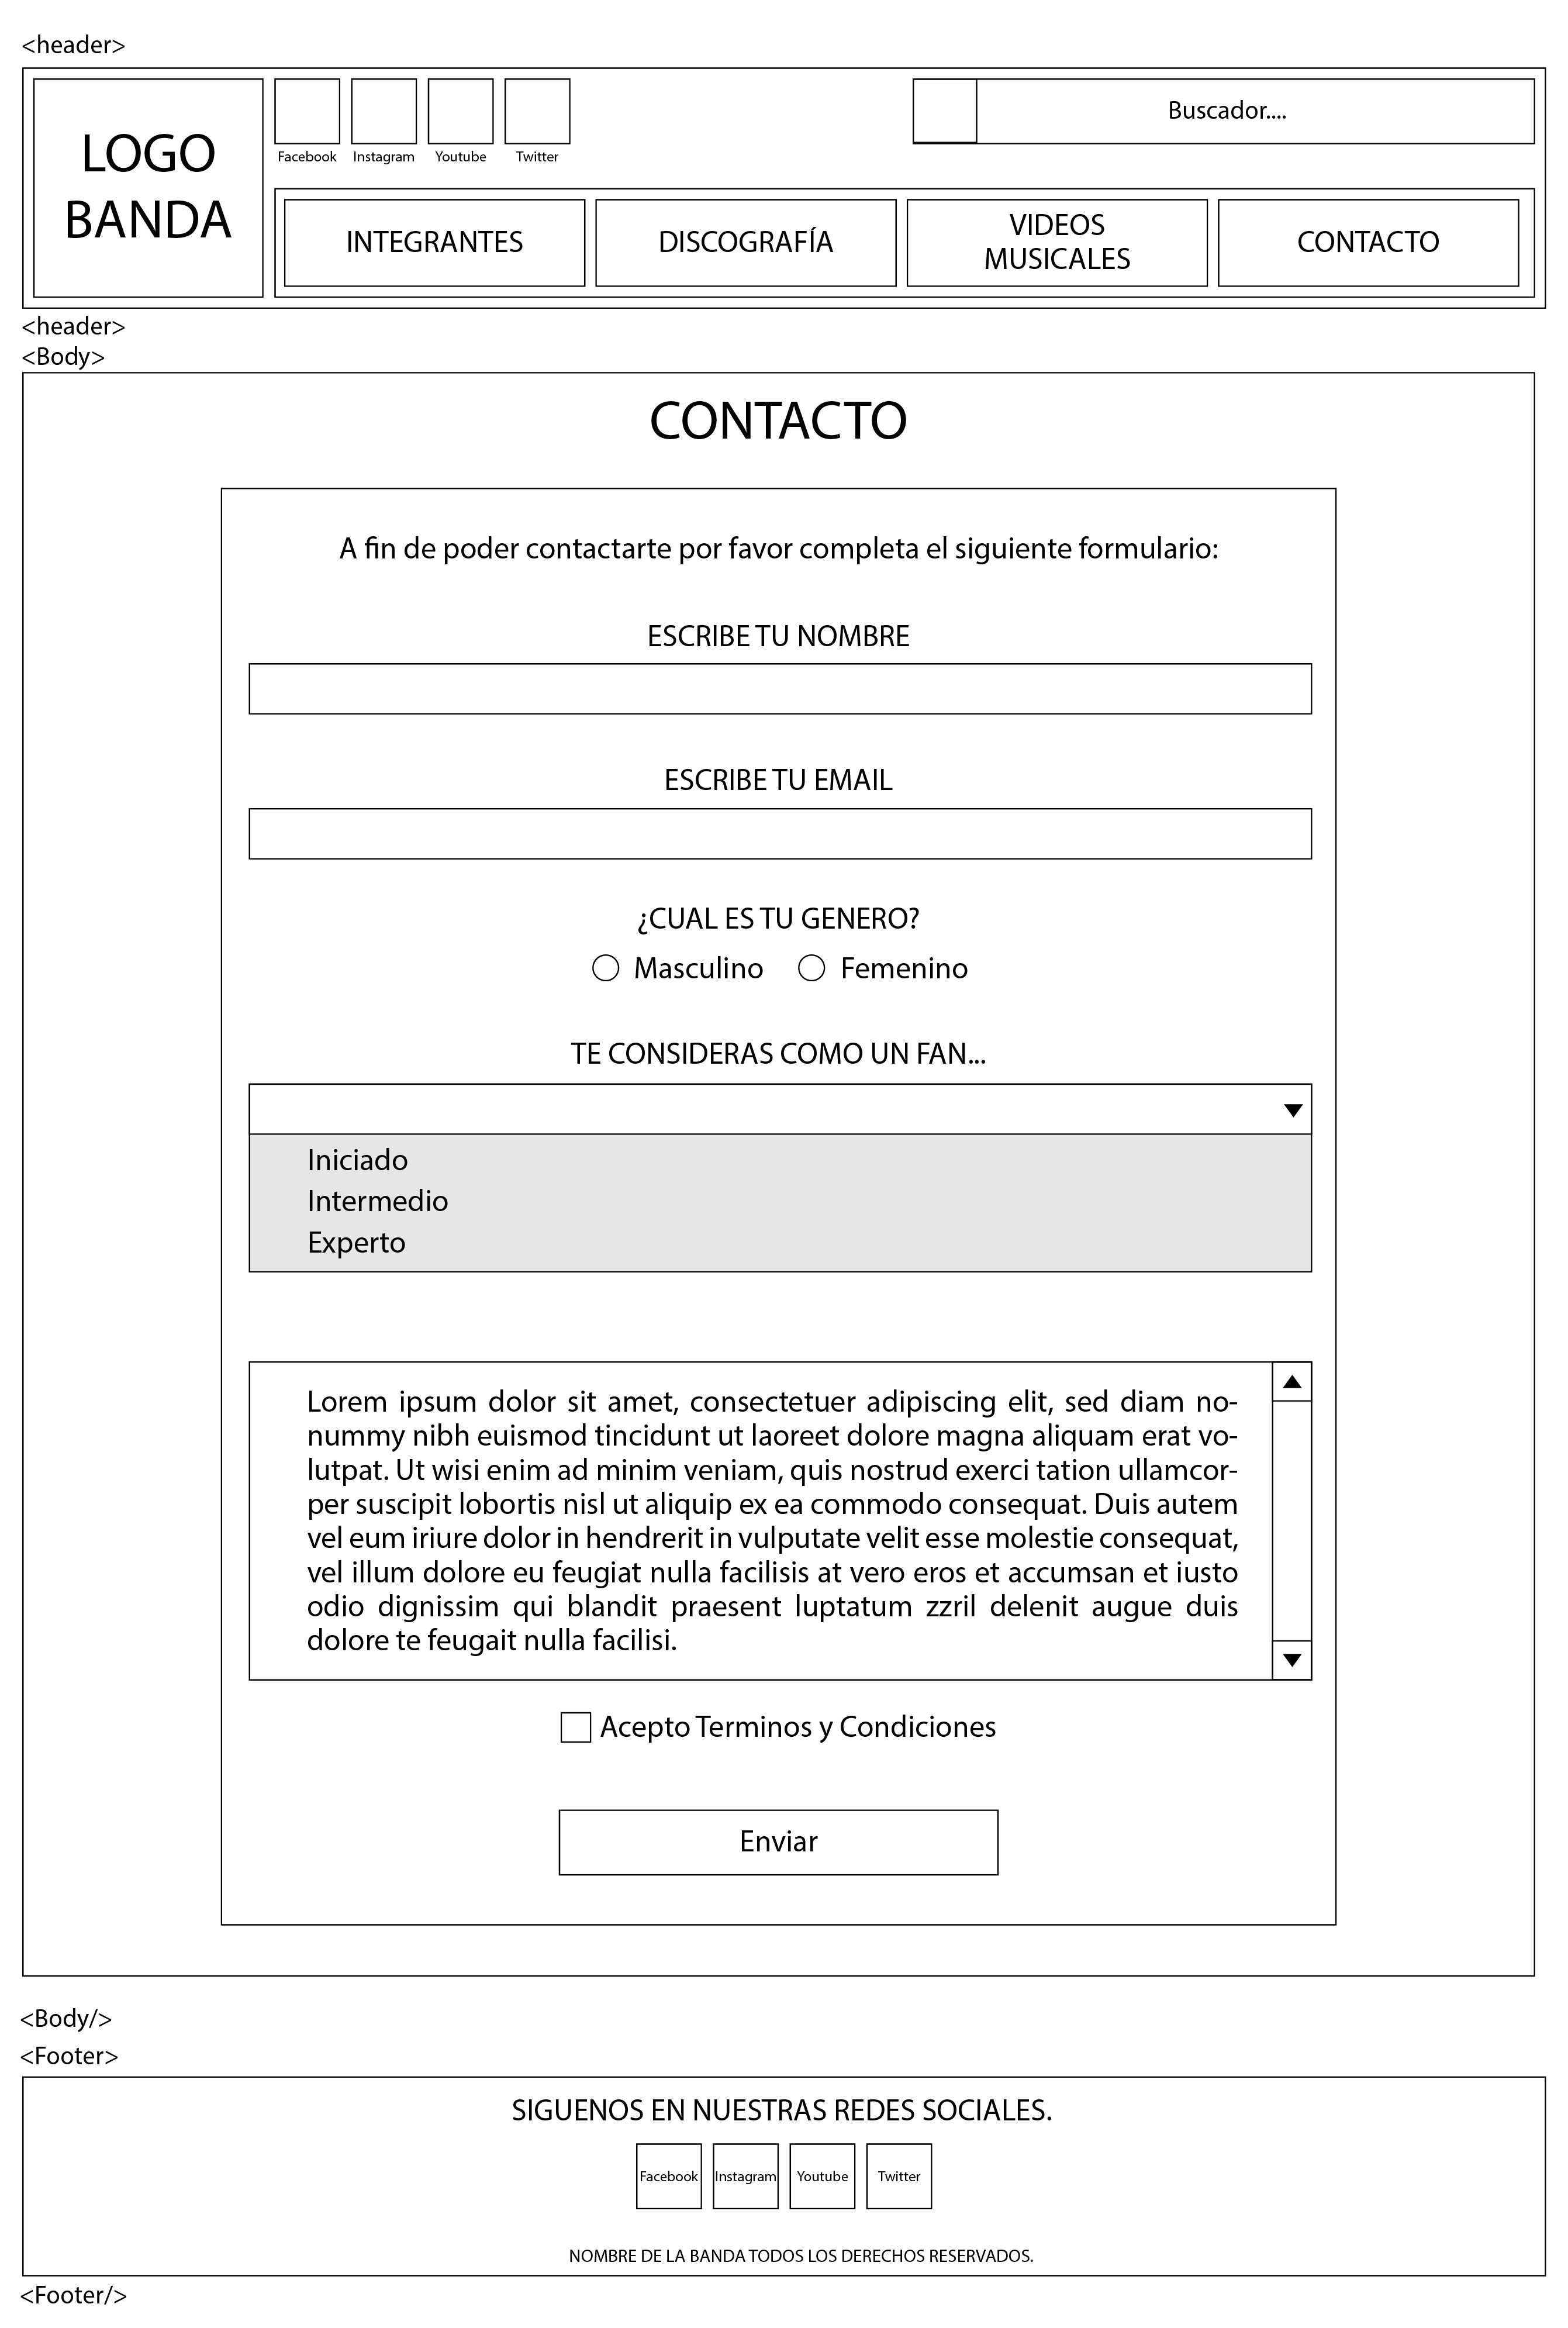 <header>
LOGO
BANDA
Facebook
Instagram
Youtube
Twitter
Buscador....
INTEGRANTES
DISCOGRAFÍA
VIDEOS
MUSICALES
CONTACTO
<header>
<Body>
CONTACTO
A fin de poder contactarte por favor completa el siguiente formulario:
ESCRIBE TU NOMBRE
ESCRIBE TU EMAIL
¿CUAL ES TU GENERO?
Masculino
Femenino
TE CONSIDERAS COMO UN FAN...
Iniciado
Intermedio
Experto
Lorem ipsum dolor sit amet, consectetuer adipiscing elit, sed diam no-
nummy nibh euismod tincidunt ut laoreet dolore magna aliquam erat vo-
lutpat. Ut wisi enim ad minim veniam, quis nostrud exerci tation ullamcor-
per suscipit lobortis nisl ut aliquip ex ea commodo consequat. Duis autem
vel eum iriure dolor in hendrerit in vulputate velit esse molestie consequat,
vel illum dolore eu feugiat nulla facilisis at vero eros et accumsan et iusto
odio dignissim qui blandit praesent luptatum zzril delenit augue duis
dolore te feugait nulla facilisi.
Acepto Terminos y Condiciones
Enviar
<Body/>
<Footer>
SIGUENOS EN NUESTRAS REDES SOCIALES.
Facebook
Instagram
Youtube
Twitter
NOMBRE DE LA BANDA TODOS LOS DERECHOS RESERVADOS.
<Footer/>